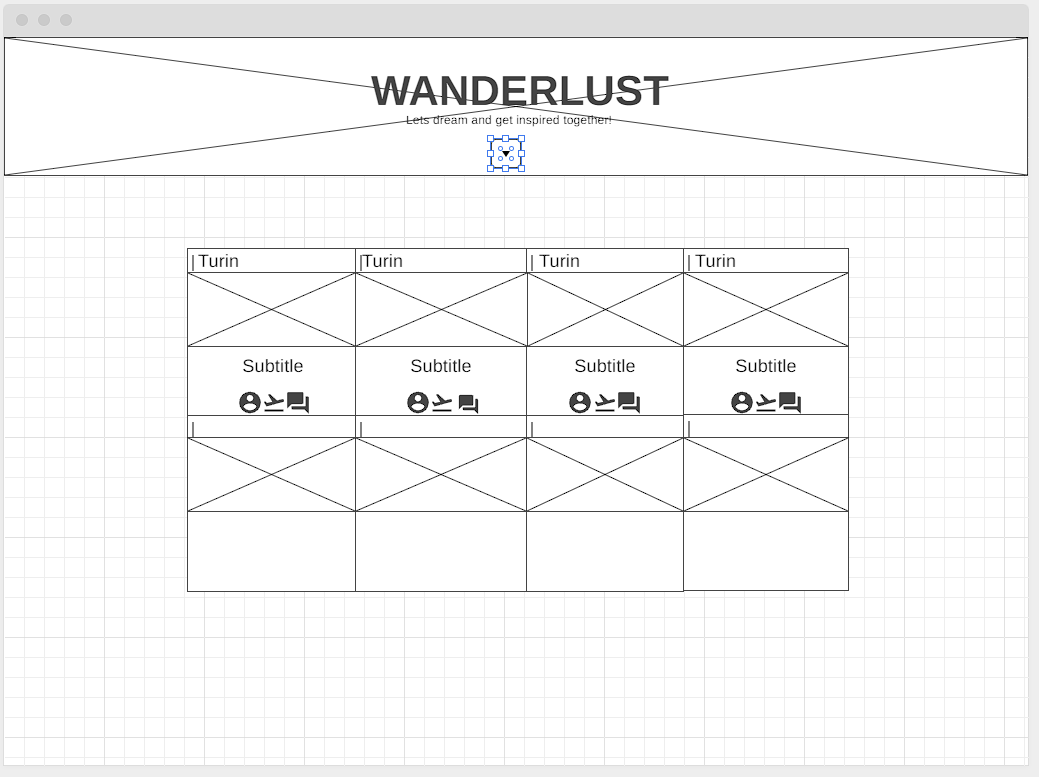 WANDERLUST
Lets dream and get inspired together!
| Turin |Turin | Turin | Turin
Subtitle Subtitle Subtitle Subtitle
| | | |